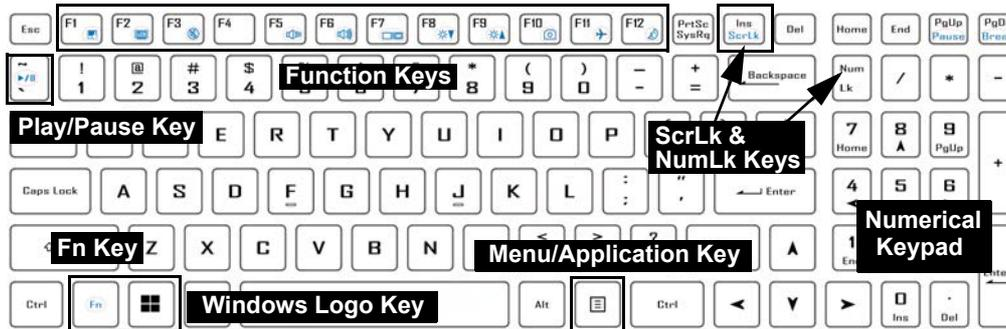 Esc F1 F2 F3 F4 F5 F6 F7 F8 F9 F10 F11 F12 PrtSc Ins Del Home End PgUp
SysRq ScrLk Pause
~ ! @ # $ Function Keys * ( ) — + Backspace Num / * -
` 1 2 3 4 8 9 0 - = Lk
Play/Pause Key E R T Y U I O P ScrLk & 7 8 9 +
NumLk Keys Home PgUp
Caps Lock A S D F G H J K L : " Enter 4 5 6
; '
Numerical
Fn Key Z X C V B N Menu/Application Key Keypad
Ctrl Fn Windows Logo Key Alt Ctrl 0 .
Ins Del